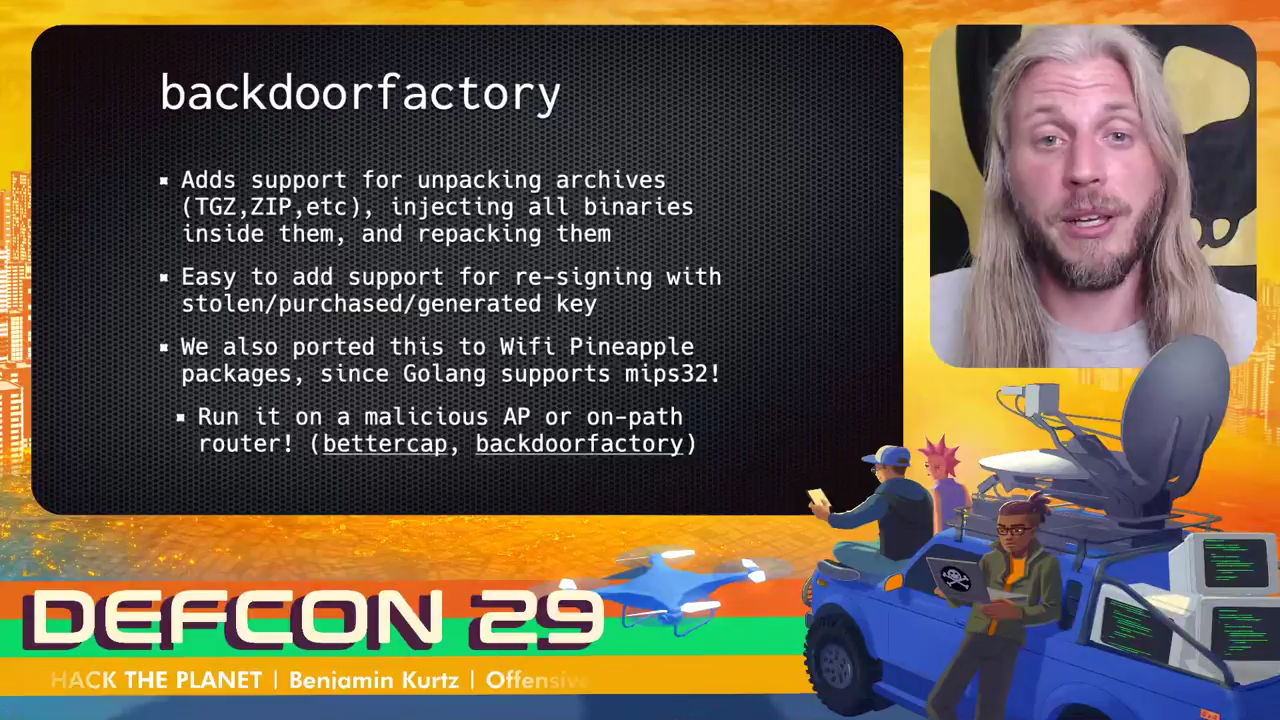 backdoorfactory
▪ Adds support for unpacking archives
(TGZ,ZIP,etc), injecting all binaries
inside them, and repacking them
▪ Easy to add support for re-signing with
stolen/purchased/generated key
▪ We also ported this to Wifi Pineapple
packages, since Golang supports mips32!
▪ Run it on a malicious AP or on-path
router! (bettercap, backdoorfactory)
DEFCON 29
HACK THE PLANET | Benjamin Kurtz | Offensive